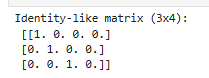 Identity-like matrix (3x4):
[[1. 0. 0. 0.]
[0. 1. 0. 0.]
[0. 0. 1. 0.]]